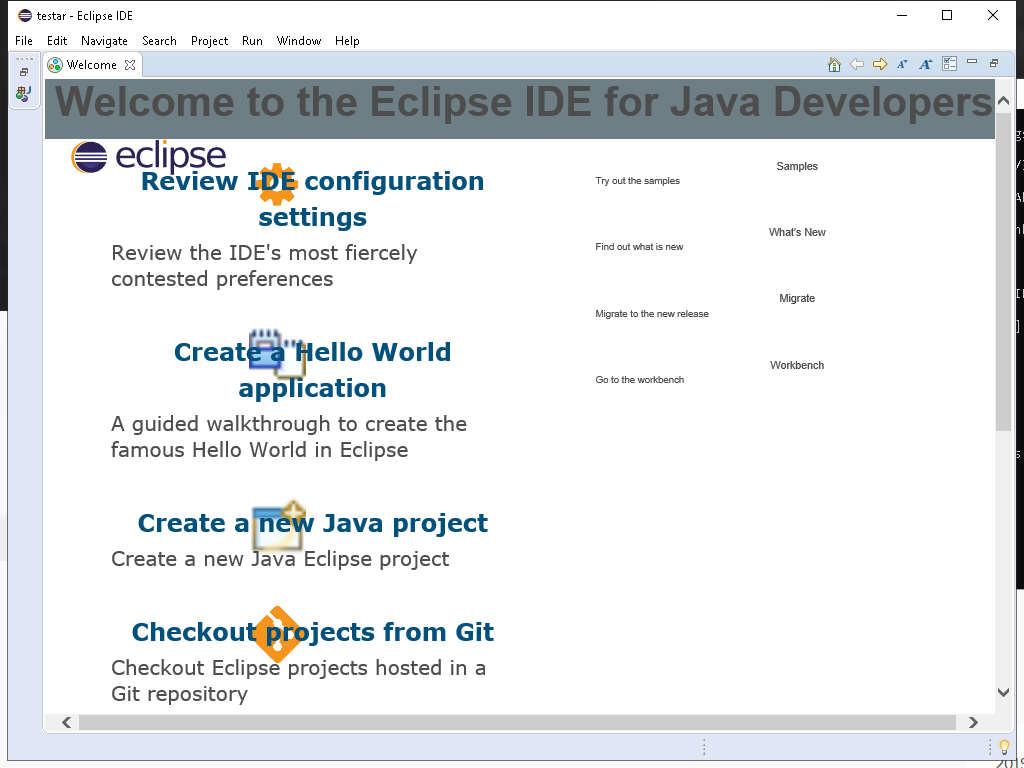 testar - Eclipse IDE
File Edit Navigate Search Project Run Window Help
Welcome
Welcome to the Eclipse IDE for Java Developers
eclipse
Review IDE configuration
settings
Review the IDE's most fiercely
contested preferences
Create a Hello World
application
A guided walkthrough to create the
famous Hello World in Eclipse
Create a new Java project
Create a new Java Eclipse project
Checkout projects from Git
Checkout Eclipse projects hosted in a
Git repository
Samples
Try out the samples
What's New
Find out what is new
Migrate
Migrate to the new release
Workbench
Go to the workbench